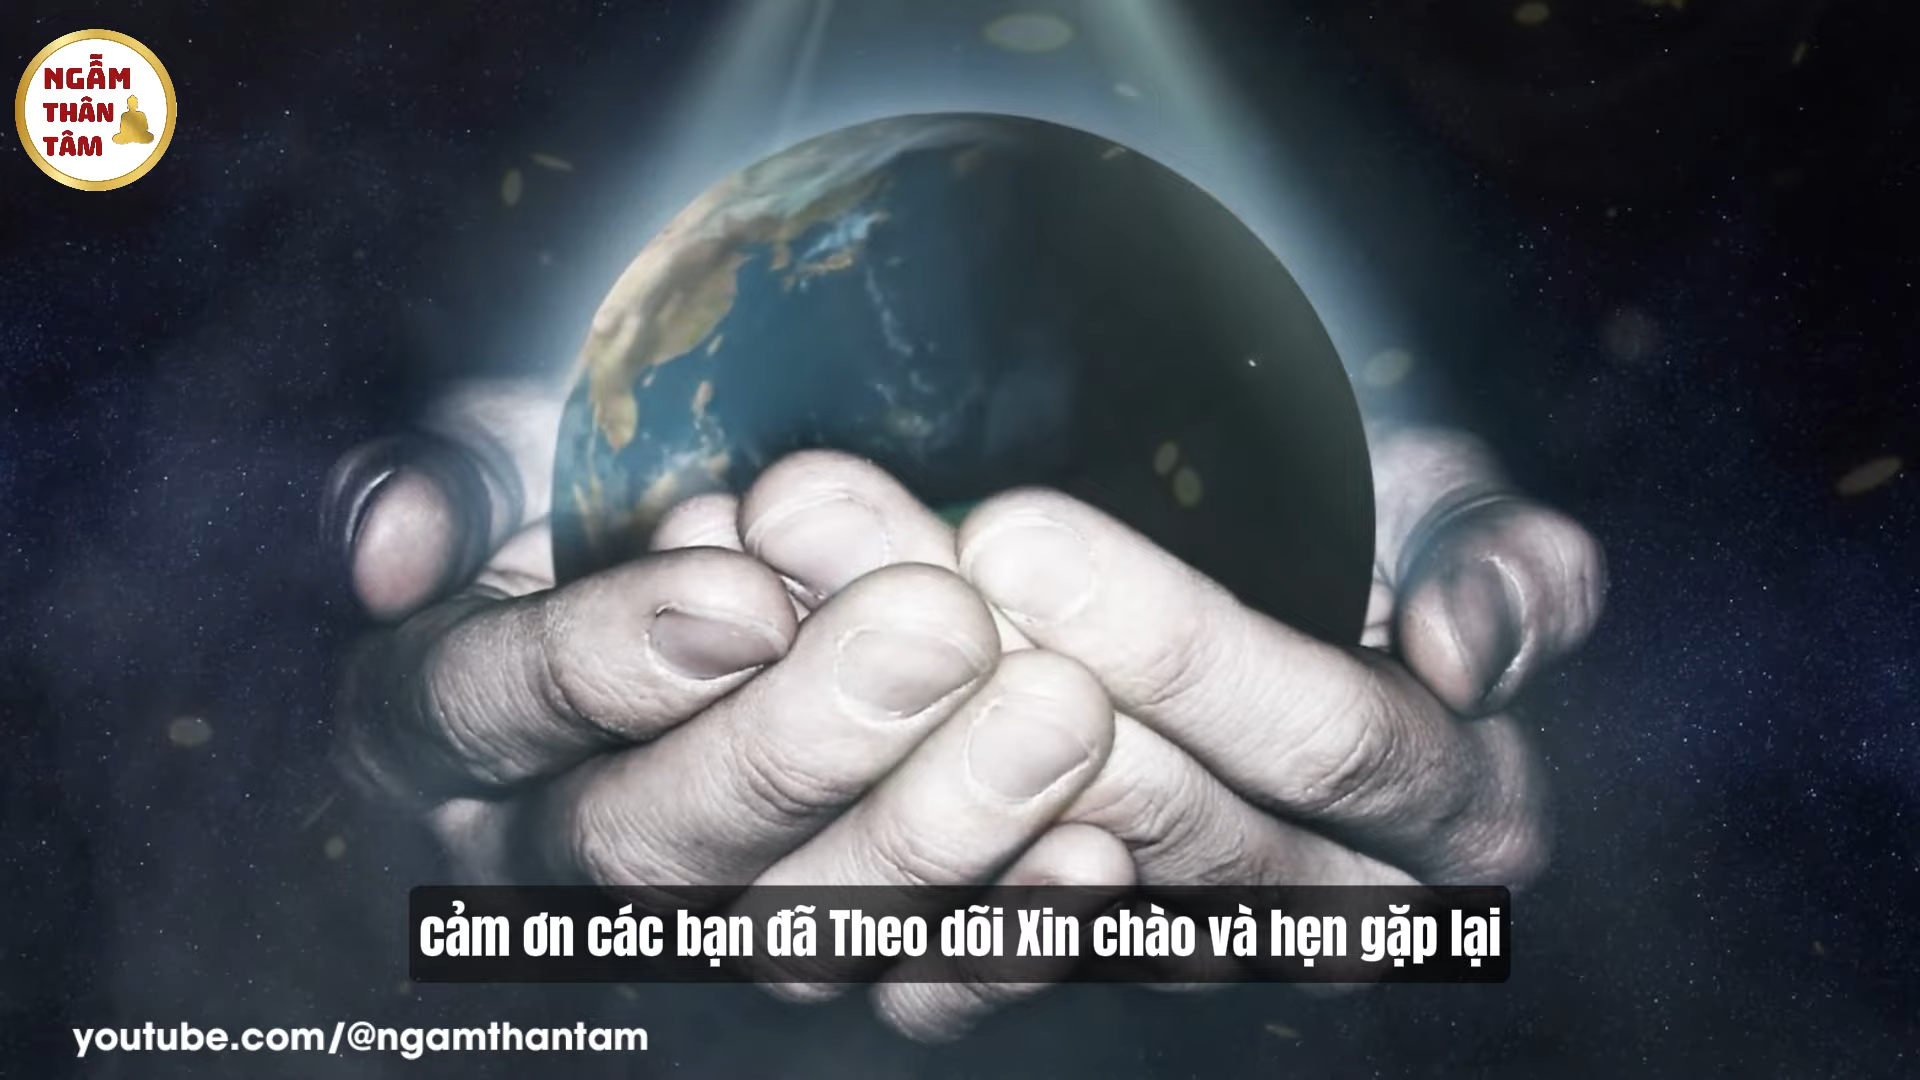 NGẪM
THÂN
TÂM
cảm ơn các bạn đã Theo dõi Xin chào và hẹn gặp lại
youtube.com/@ngamthantam